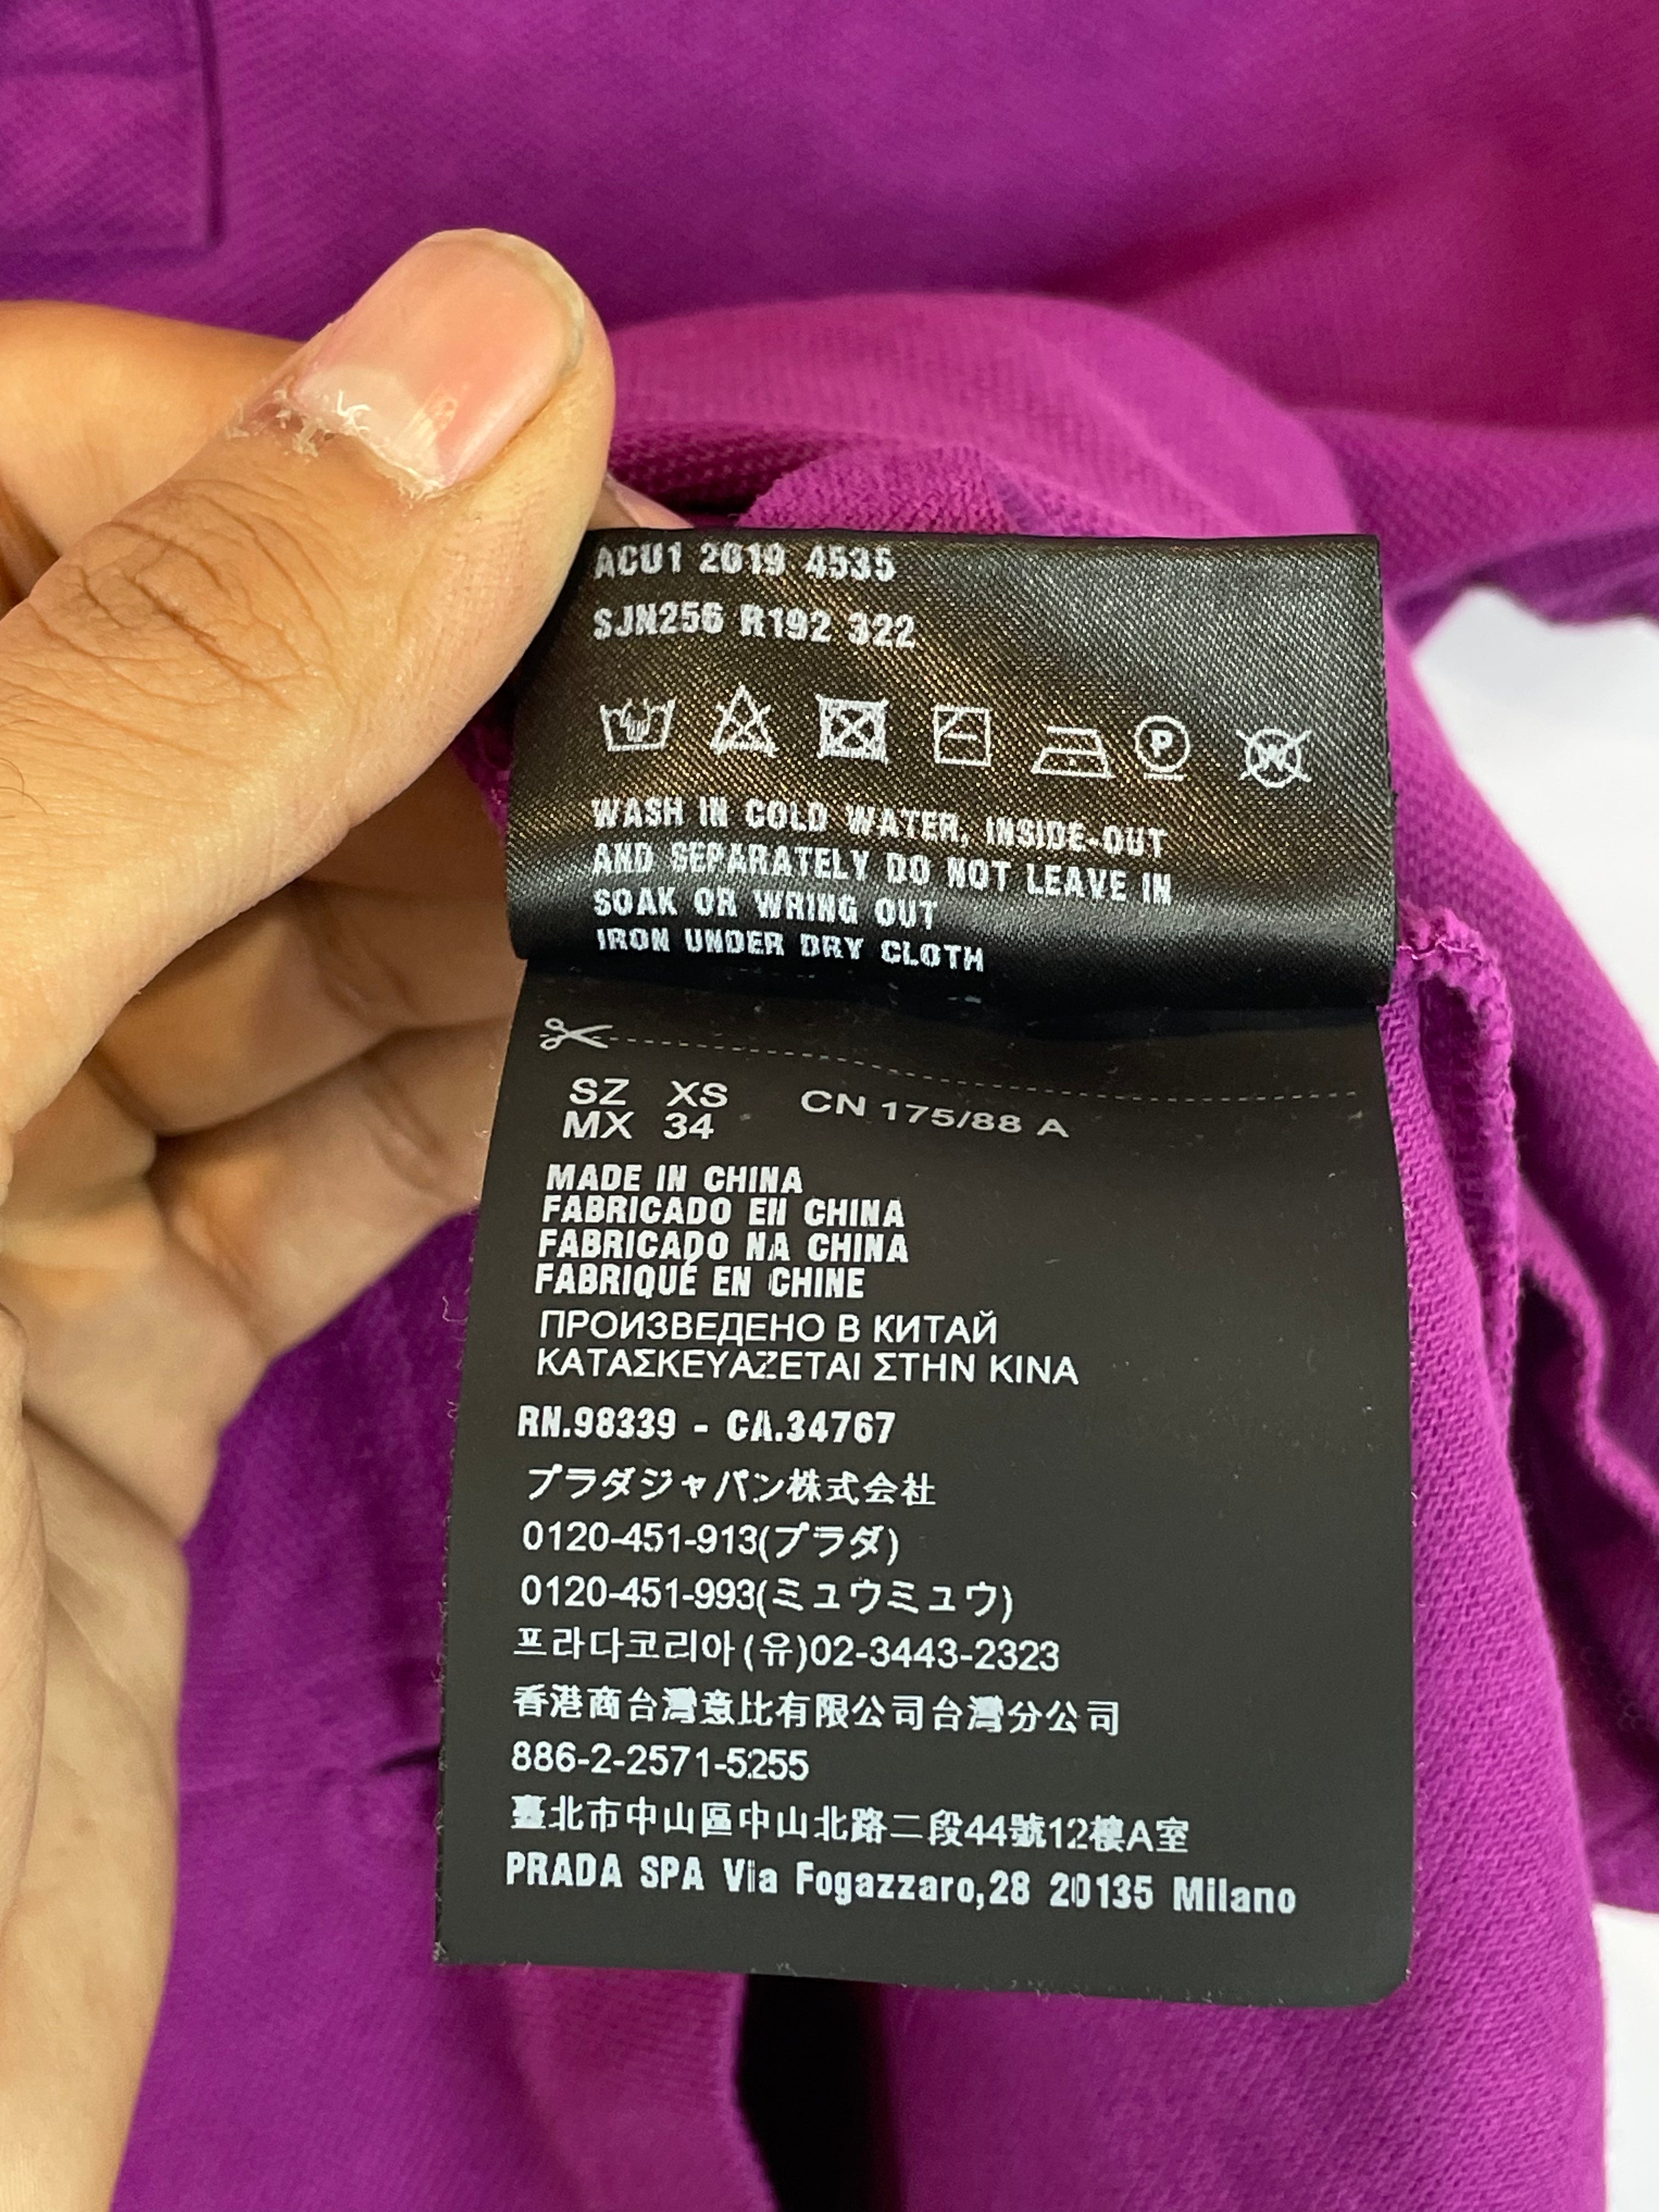 ACU1 2019 4535
SJN256 R192 322
P W
WASH IN COLD WATER, INSIDE-OUT
AND SEPARATELY DO NOT LEAVE IN
SOAK OR WRING OUT
IRON UNDER DRY CLOTH
SZ XS CN 175/88 A
MX 34
MADE IN CHINA
FABRICADO EN CHINA
FABRICADO NA CHINA
FABRIQUÉ EN CHINE
ПРОИЗВЕДЕНО В КИТАЙ
ΚΑΤΑΣΚΕΥΑΖΕΤΑΙ ΣΤΗΝ ΚΙΝΑ
RN.98339 - CA.34767
プラダジャパン株式会社
0120-451-913(プラダ)
0120-451-993(ミュウミュウ)
프라다코리아(유)02-3443-2323
香港商台灣意比有限公司台灣分公司
886-2-2571-5255
臺北市中山區中山北路二段44號12樓A室
PRADA SPA Via Fogazzaro,28 20135 Milano